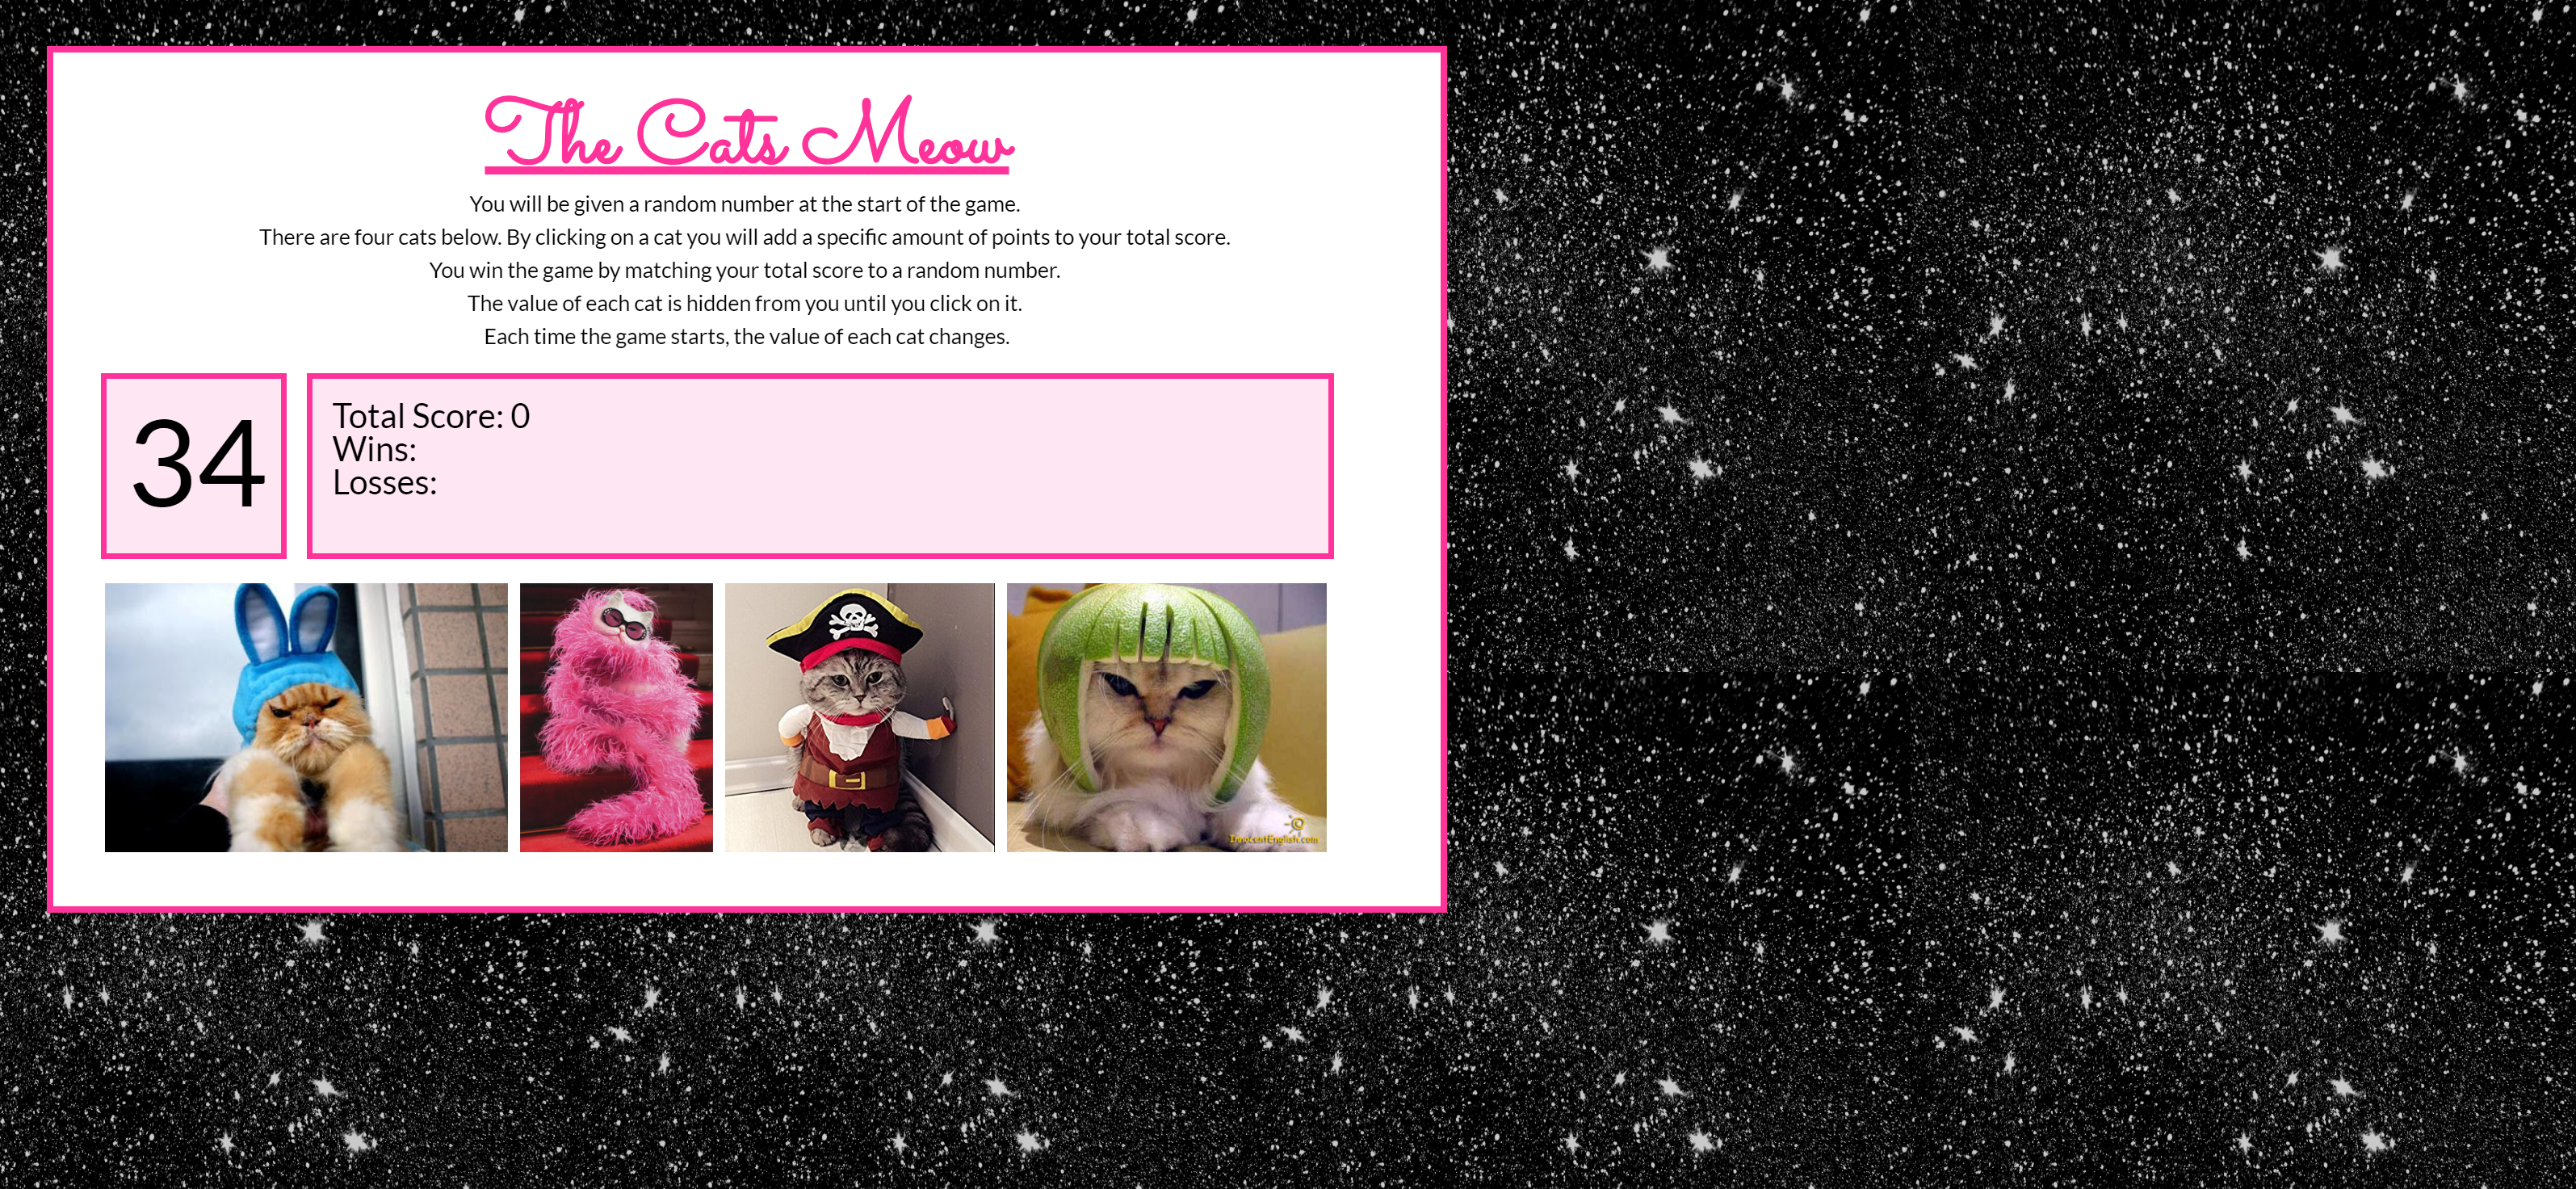 The Cats Meow
You will be given a random number at the start of the game.
There are four cats below. By clicking on a cat you will add a specific amount of points to your total score.
You win the game by matching your total score to a random number.
The value of each cat is hidden from you until you click on it.
Each time the game starts, the value of each cat changes.
34
Total Score: 0
Wins:
Losses:
InnocentEnglish.com